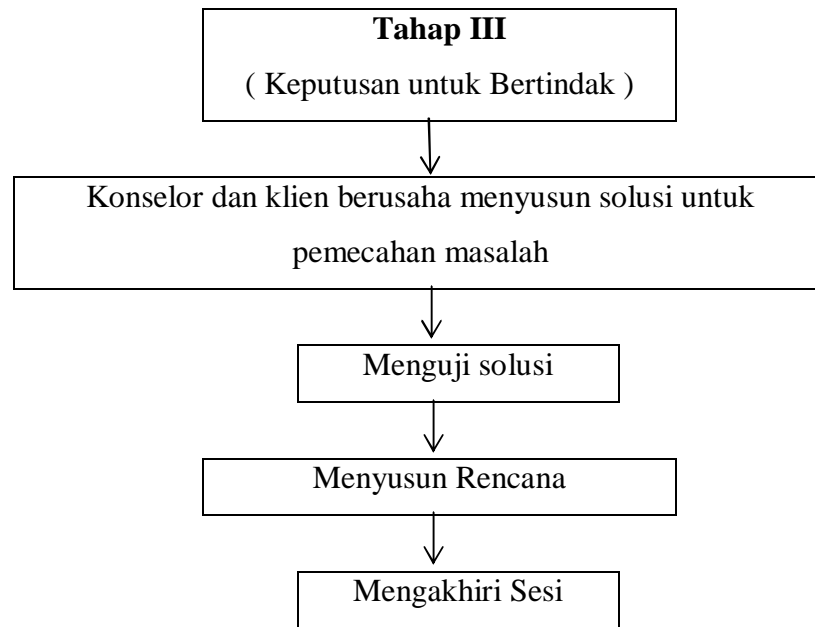 Tahap III
( Keputusan untuk Bertindak )
Konselor dan klien berusaha menyusun solusi untuk
pemecahan masalah
Menguji solusi
Menyusun Rencana
Mengakhiri Sesi